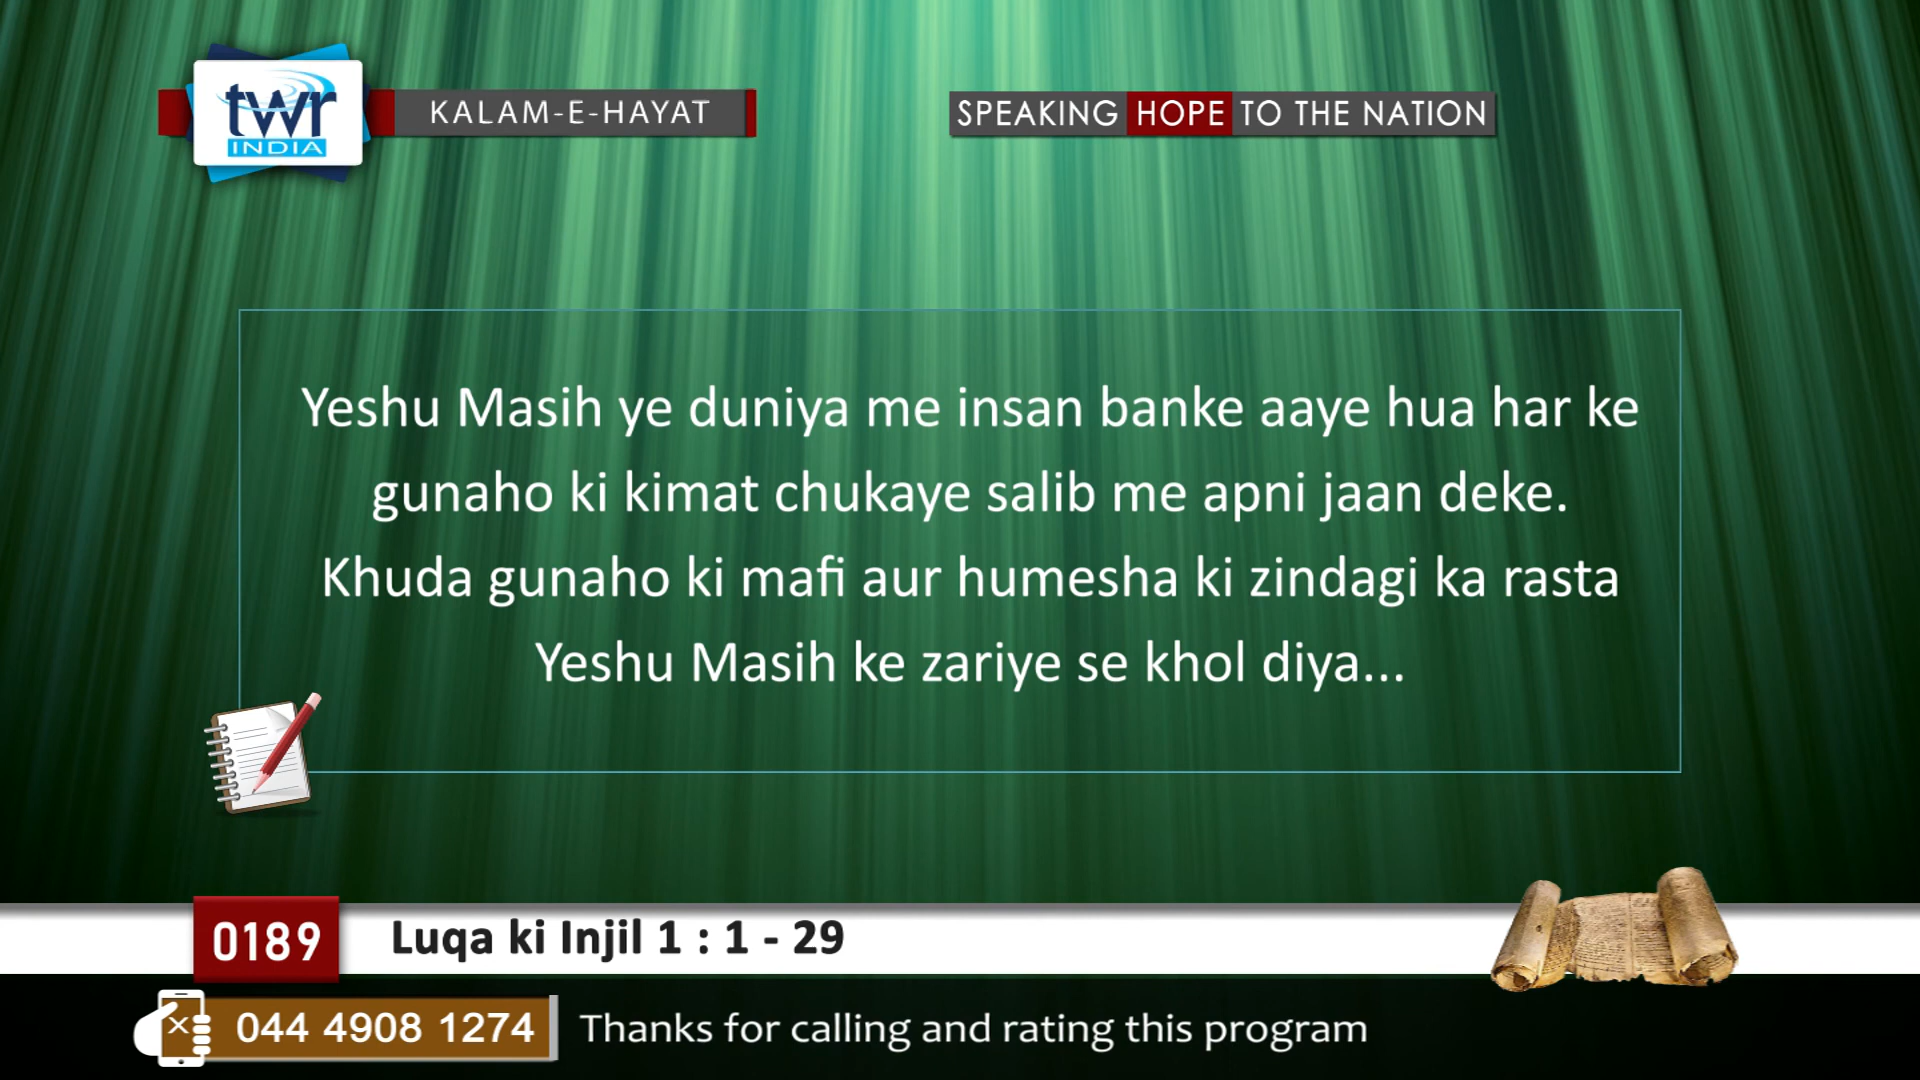 twr
INDIA
KALAM-E-HAYAT
SPEAKING HOPE TO THE NATION
Yeshu Masih ye duniya me insan banke aaye hua har ke
gunaho ki kimat chukaye salib me apni jaan deke.
Khuda gunaho ki mafi aur humesha ki zindagi ka rasta
Yeshu Masih ke zariye se khol diya...
0189
Luqa ki Injil 1 : 1 - 29
044 4908 1274
Thanks for calling and rating this program